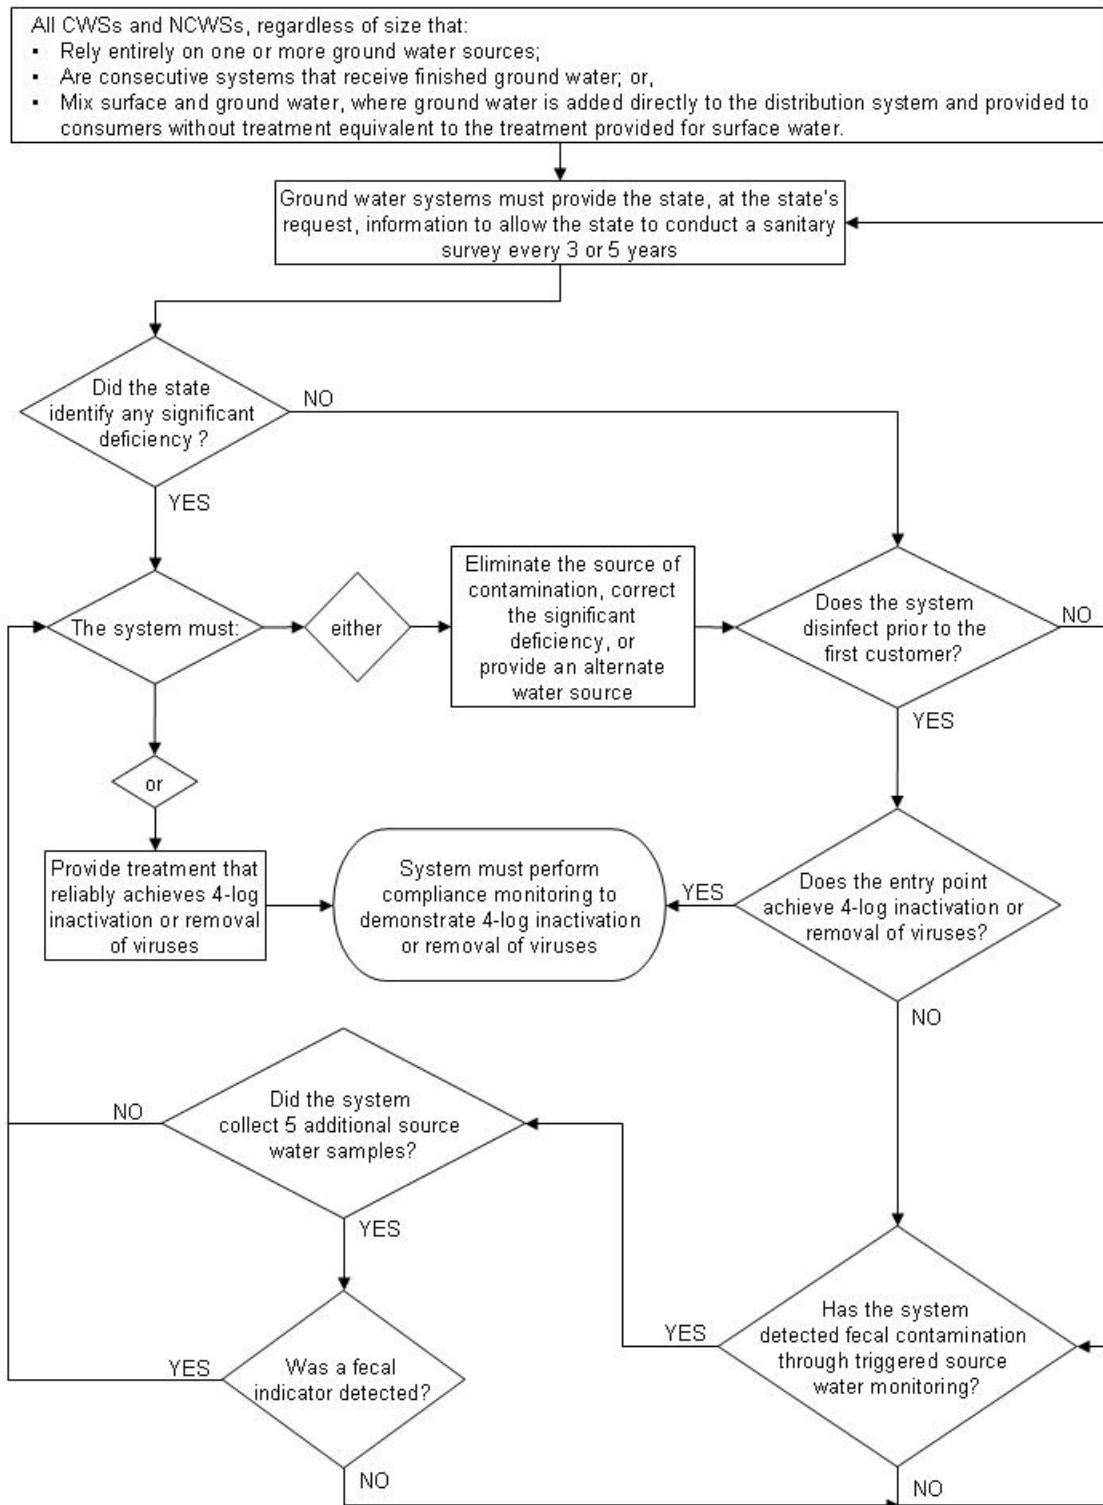 All CWSs and NCWSs, regardless of size that:
▪ Rely entirely on one or more ground water sources;
▪ Are consecutive systems that receive finished ground water; or,
▪ Mix surface and ground water, where ground water is added directly to the distribution system and provided to
consumers without treatment equivalent to the treatment provided for surface water.
Ground water systems must provide the state, at the state's
request, information to allow the state to conduct a sanitary
survey every 3 or 5 years
Did the state
identify any significant
deficiency ?
NO
YES
The system must:
either
Eliminate the source of
contamination, correct
the significant
deficiency, or
provide an alternate
water source
Does the system
disinfect prior to the
first customer?
NO
YES
or
Provide treatment that
reliably achieves 4-log
inactivation or removal
of viruses
System must perform
compliance monitoring to
demonstrate 4-log inactivation
or removal of viruses
YES
Does the entry point
achieve 4-log inactivation or
removal of viruses?
NO
Did the system
collect 5 additional source
water samples?
NO
YES
Has the system
detected fecal contamination
through triggered source
water monitoring?
YES
NO
Was a fecal
indicator detected?
YES
NO